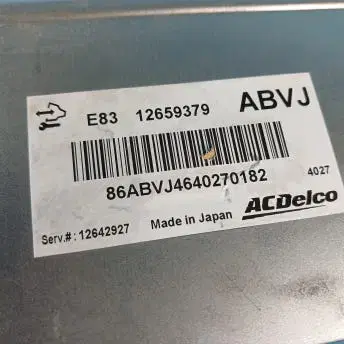 E83 12659379 ABVJ
86ABVJ4640270182
4027
Serv.#: 12642927 Made in Japan ACDelco